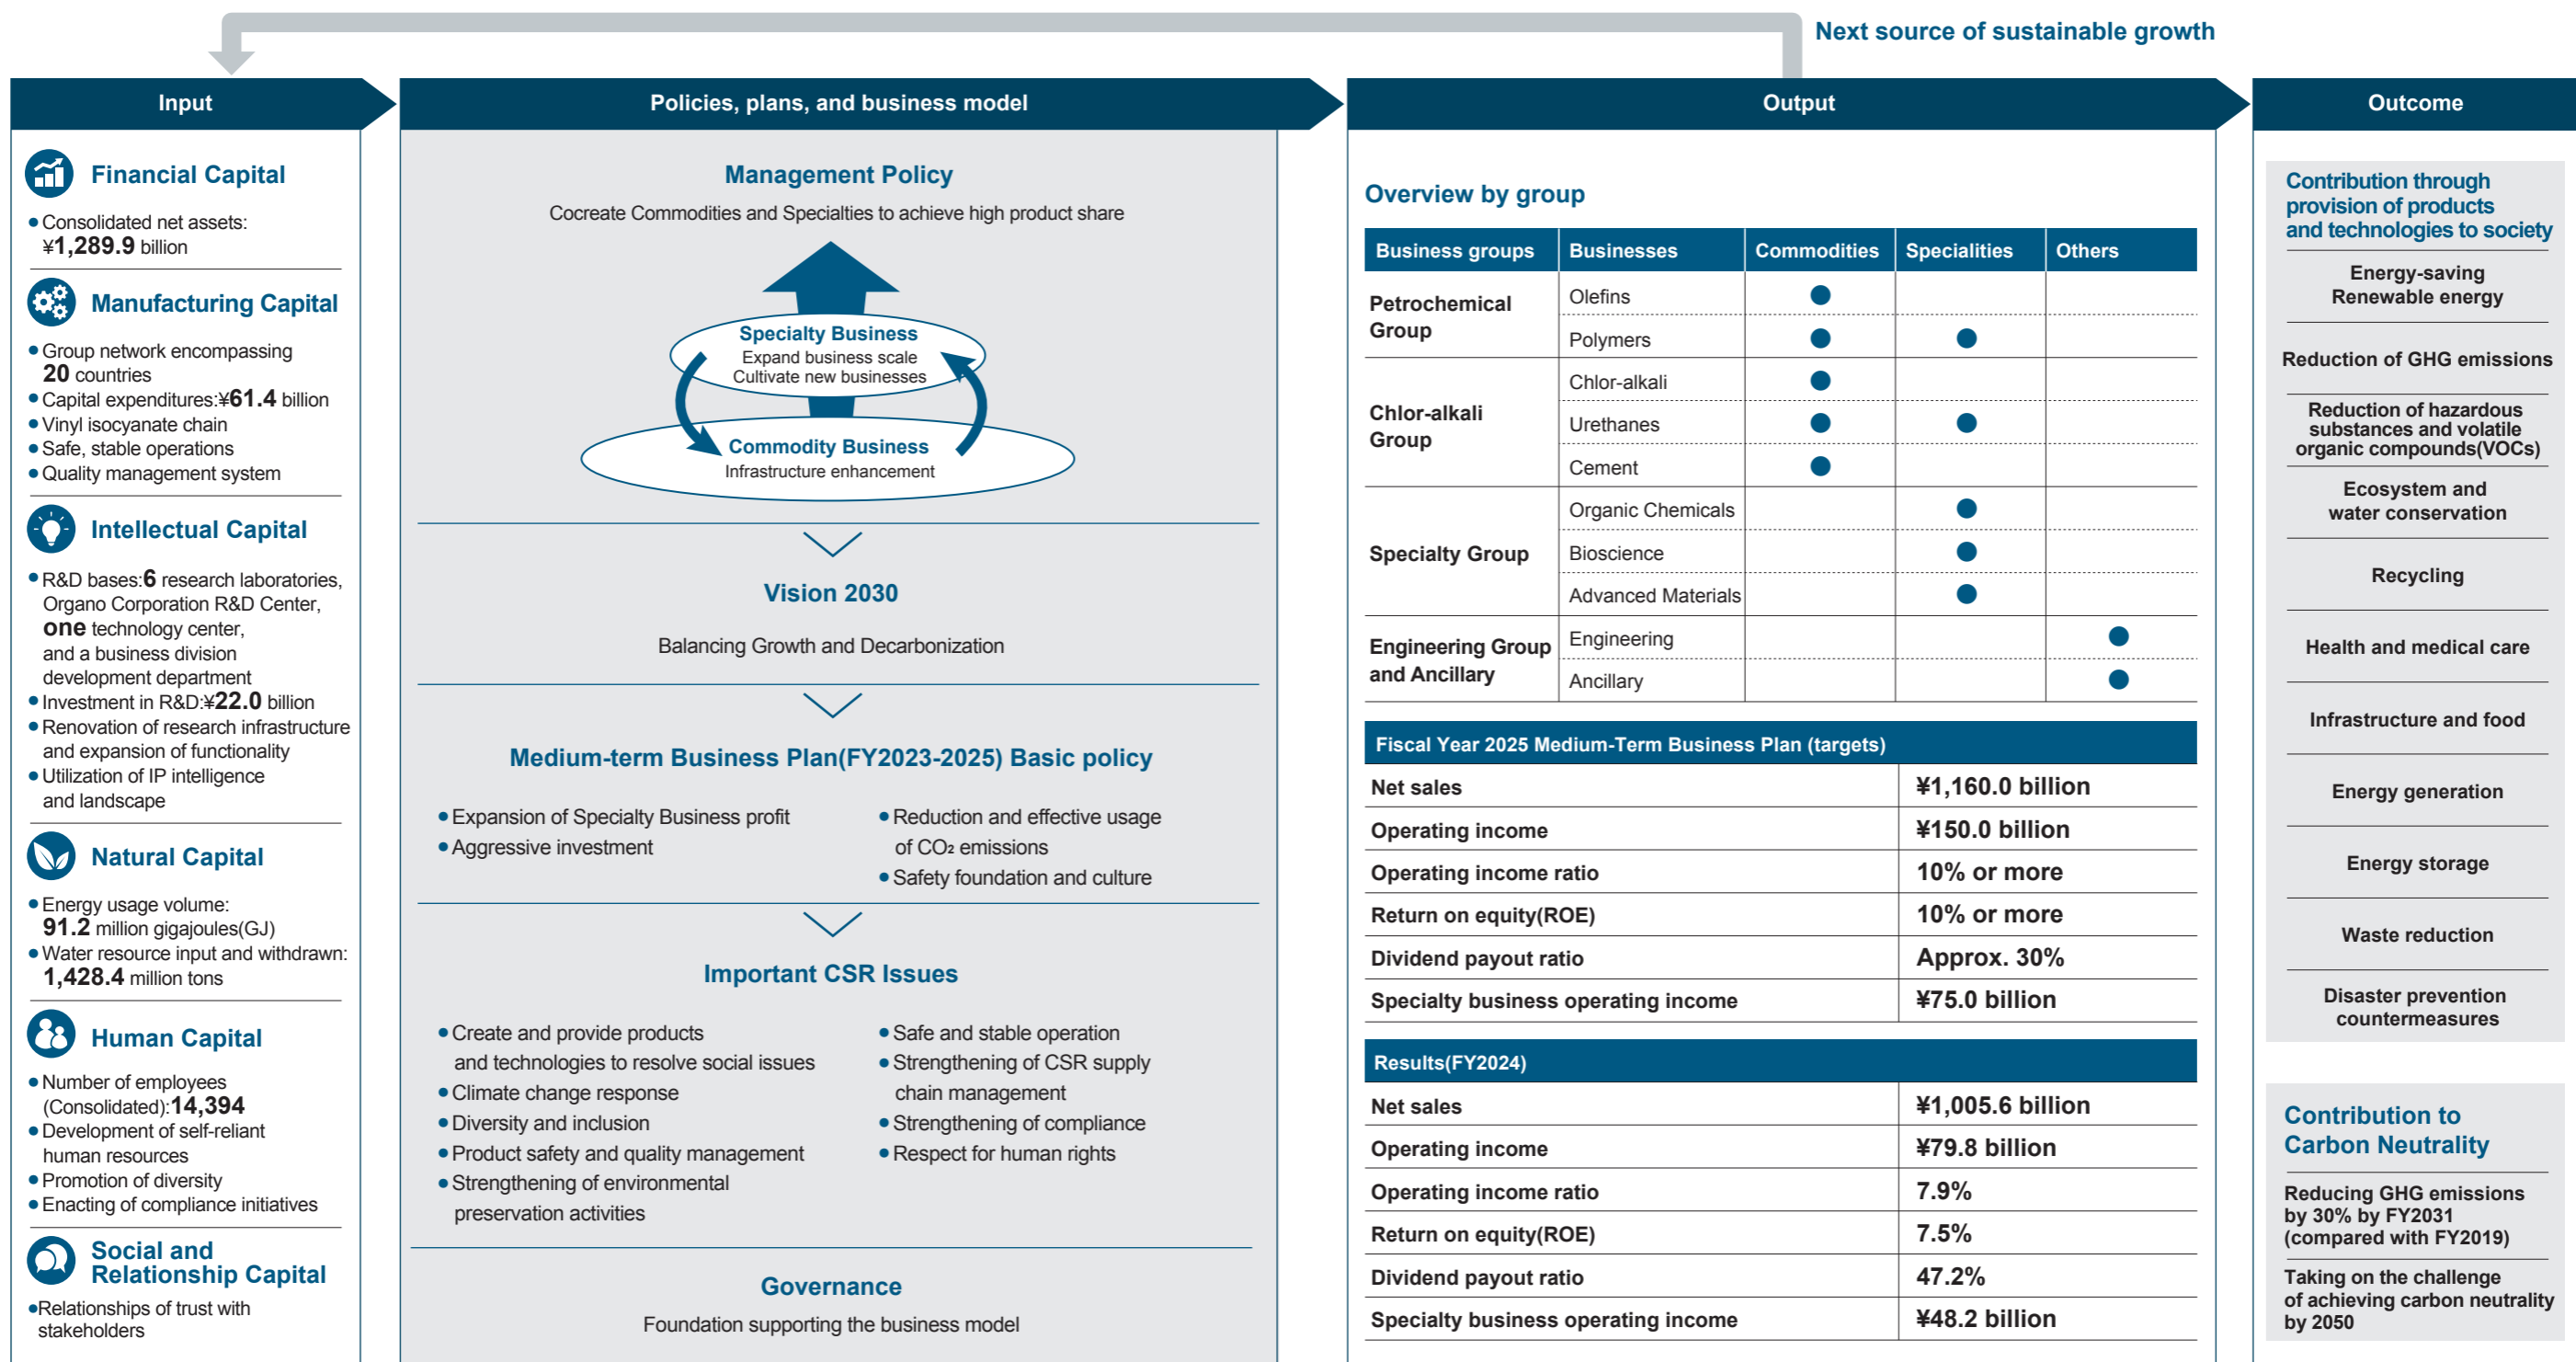 Next source of sustainable growth
Input
Financial Capital
● Consolidated net assets:
¥1,289.9 billion
Manufacturing Capital
● Group network encompassing
20 countries
● Capital expenditures:¥61.4 billion
● Vinyl isocyanate chain
● Safe, stable operations
● Quality management system
Intellectual Capital
● R&D bases:6 research laboratories,
Organo Corporation R&D Center,
one technology center,
and a business division
development department
● Investment in R&D:¥22.0 billion
● Renovation of research infrastructure
and expansion of functionality
● Utilization of IP intelligence
and landscape
Natural Capital
● Energy usage volume:
91.2 million gigajoules(GJ)
● Water resource input and withdrawn:
1,428.4 million tons
Human Capital
● Number of employees
(Consolidated):14,394
● Development of self-reliant
human resources
● Promotion of diversity
● Enacting of compliance initiatives
Social and
Relationship Capital
●Relationships of trust with
stakeholders
Policies, plans, and business model
Management Policy
Cocreate Commodities and Specialties to achieve high product share
Specialty Business
Expand business scale
Cultivate new businesses
Commodity Business
Infrastructure enhancement
Vision 2030
Balancing Growth and Decarbonization
Medium-term Business Plan(FY2023-2025) Basic policy
● Expansion of Specialty Business profit
● Aggressive investment
● Reduction and effective usage
of CO₂ emissions
● Safety foundation and culture
Important CSR Issues
● Create and provide products
and technologies to resolve social issues
● Climate change response
● Diversity and inclusion
● Product safety and quality management
● Strengthening of environmental
preservation activities
● Safe and stable operation
● Strengthening of CSR supply
chain management
● Strengthening of compliance
● Respect for human rights
Governance
Foundation supporting the business model
Output
Overview by group
Business groups Businesses Commodities Specialities Others
Petrochemical
Group
Olefins ●
Polymers ● ●
Chlor-alkali
Group
Chlor-alkali ●
Urethanes ● ●
Cement ●
Specialty Group
Organic Chemicals ●
Bioscience ●
Advanced Materials ●
Engineering Group
and Ancillary
Engineering ●
Ancillary ●
Fiscal Year 2025 Medium-Term Business Plan (targets)
Net sales ¥1,160.0 billion
Operating income ¥150.0 billion
Operating income ratio 10% or more
Return on equity(ROE) 10% or more
Dividend payout ratio Approx. 30%
Specialty business operating income ¥75.0 billion
Results(FY2024)
Net sales ¥1,005.6 billion
Operating income ¥79.8 billion
Operating income ratio 7.9%
Return on equity(ROE) 7.5%
Dividend payout ratio 47.2%
Specialty business operating income ¥48.2 billion
Outcome
Contribution through
provision of products
and technologies to society
Energy-saving
Renewable energy
Reduction of GHG emissions
Reduction of hazardous
substances and volatile
organic compounds(VOCs)
Ecosystem and
water conservation
Recycling
Health and medical care
Infrastructure and food
Energy generation
Energy storage
Waste reduction
Disaster prevention
countermeasures
Contribution to
Carbon Neutrality
Reducing GHG emissions
by 30% by FY2031
(compared with FY2019)
Taking on the challenge
of achieving carbon neutrality
by 2050